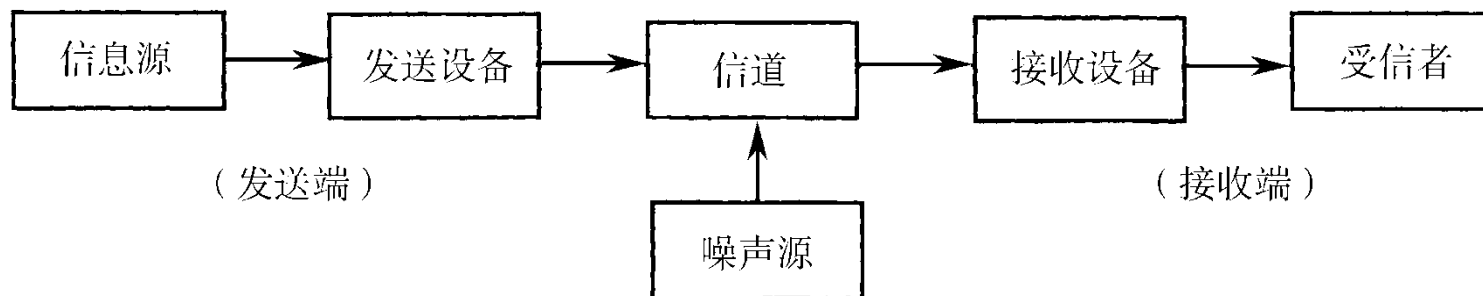 信息源 发送设备 信道 接收设备 受信者
（发送端） （接收端）
噪声源